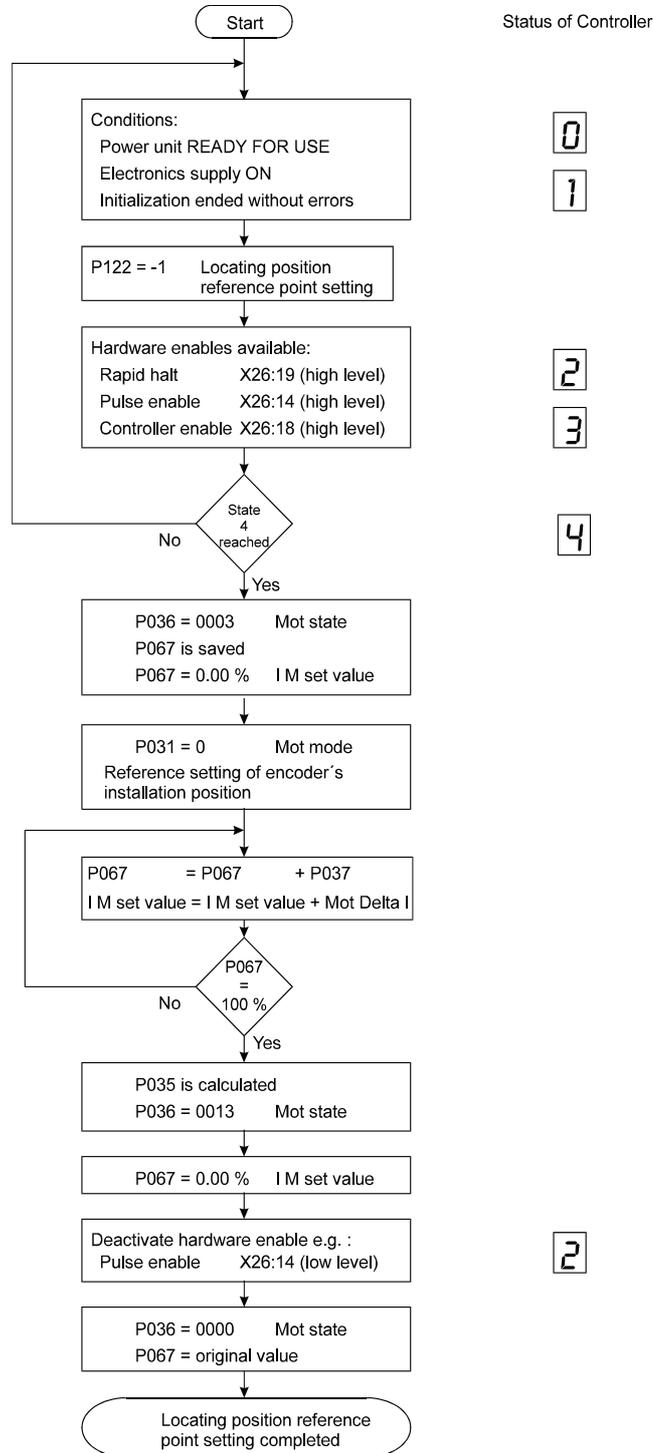 Start
Status of Controller
Conditions:
Power unit READY FOR USE
Electronics supply ON
Initialization ended without errors
0
1
P122 = -1 Locating position
reference point setting
Hardware enables available:
Rapid halt X26:19 (high level)
Pulse enable X26:14 (high level)
Controller enable X26:18 (high level)
2
3
State
4
reached
4
No
Yes
P036 = 0003 Mot state
P067 is saved
P067 = 0.00 % I M set value
P031 = 0 Mot mode
Reference setting of encoder´s
installation position
P067 = P067 + P037
I M set value = I M set value + Mot Delta I
P067
=
100 %
No
Yes
P035 is calculated
P036 = 0013 Mot state
P067 = 0.00 % I M set value
Deactivate hardware enable e.g. :
Pulse enable X26:14 (low level)
2
P036 = 0000 Mot state
P067 = original value
Locating position reference
point setting completed